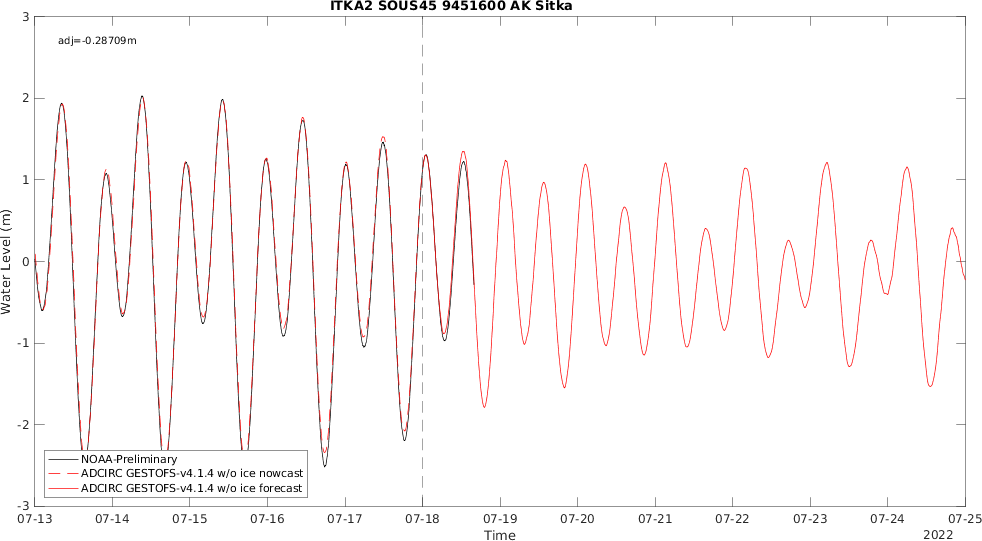 ITKA2 SOUS45 9451600 AK Sitka
adj=-0.28709m
Water Level (m)
3
2
1
0
-1
-2
-3
NOAA-Preliminary
ADCIRC GESTOFS-v4.1.4 w/o ice nowcast
ADCIRC GESTOFS-v4.1.4 w/o ice forecast
07-13 07-14 07-15 07-16 07-17 07-18 07-19 07-20 07-21 07-22 07-23 07-24 07-25
Time
2022